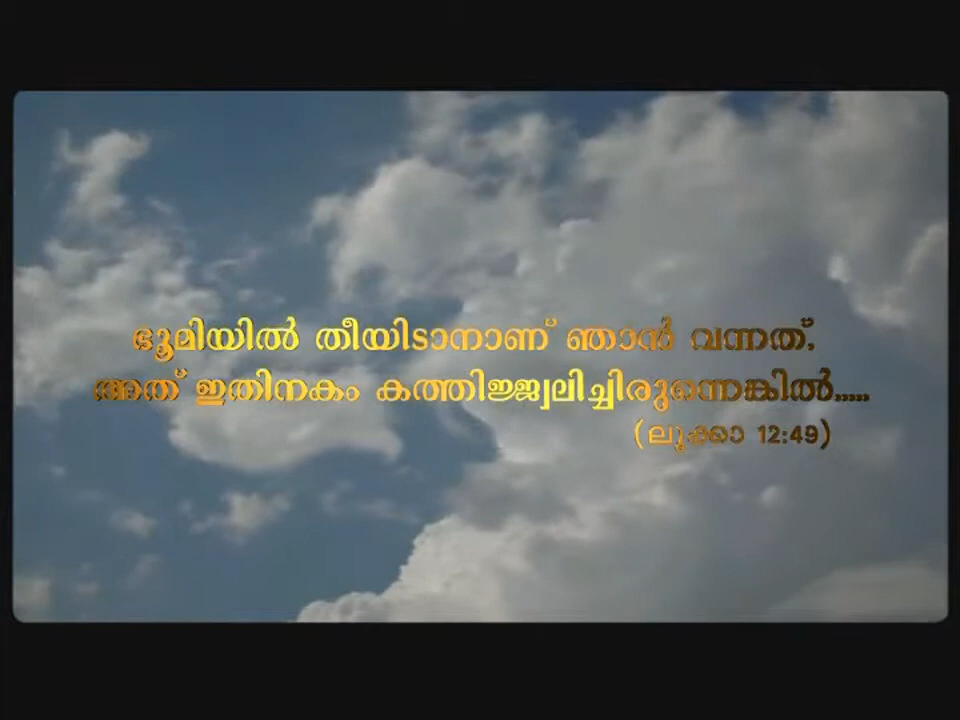 ഭൂമിയിൽ തീയിടാനാണ് ഞാൻ വന്നത്.
അത് ഇതിനകം കത്തിജ്ജ്വലിച്ചിരുന്നെങ്കിൽ.....
(ലൂക്കാ 12:49)